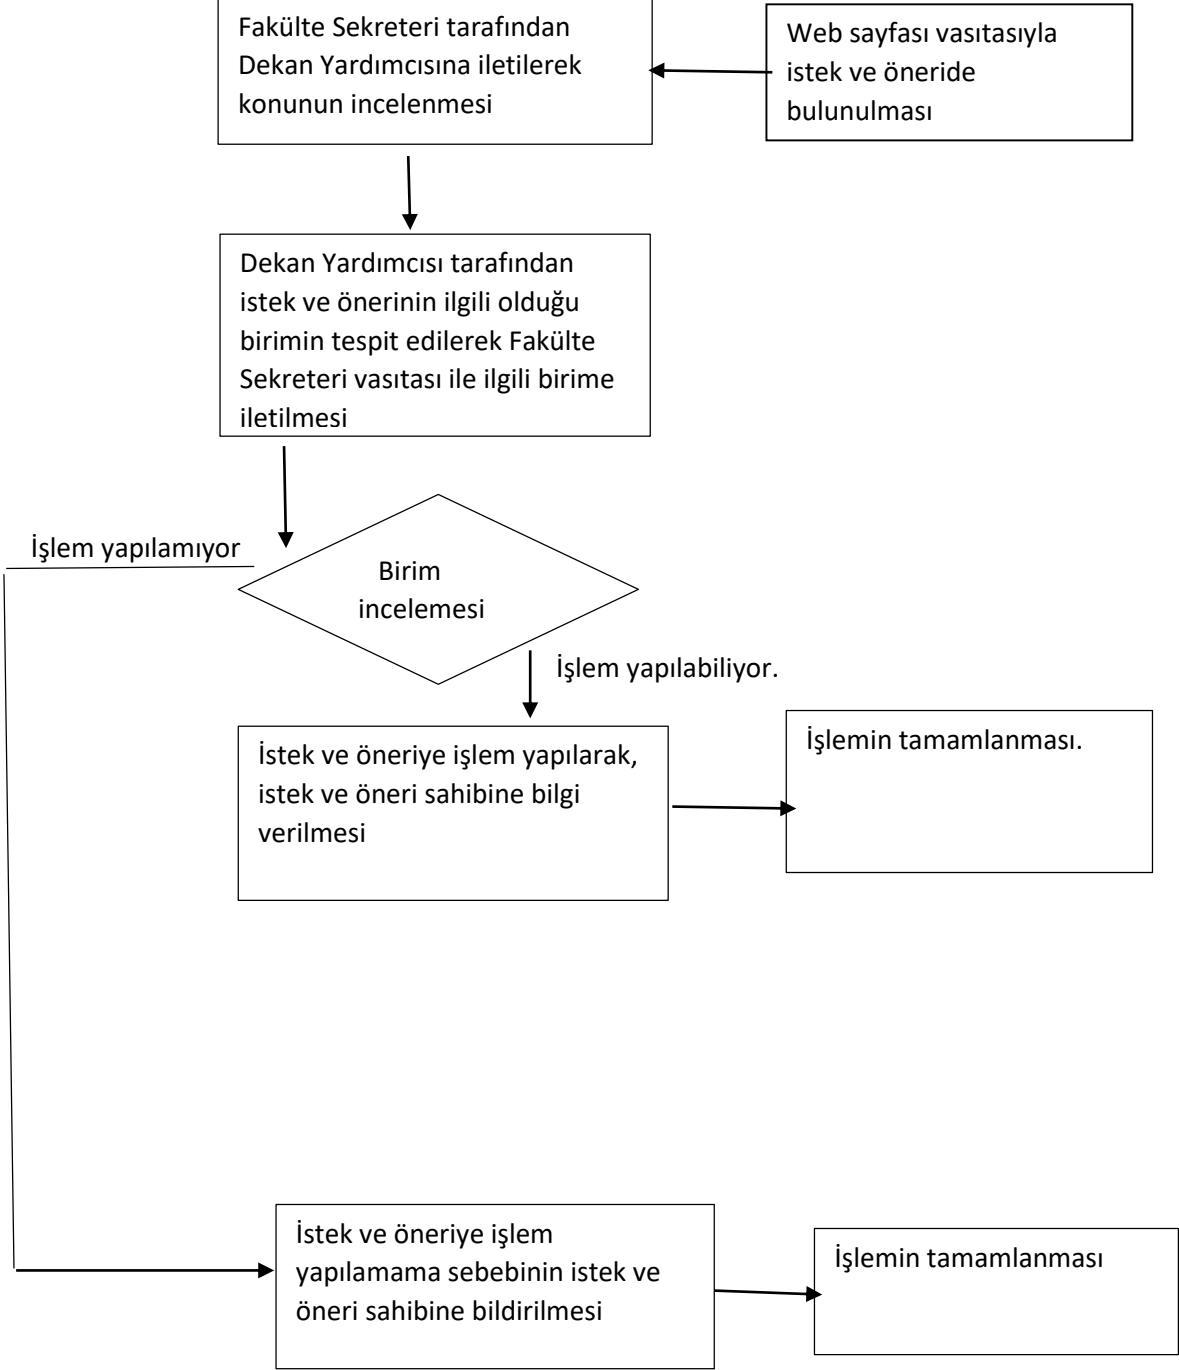 Fakülte Sekreteri tarafından
Dekan Yardımcısına iletilerek
konunun incelenmesi
Web sayfası vasıtasıyla
istek ve öneride
bulunulması
Dekan Yardımcısı tarafından
istek ve önerinin ilgili olduğu
birimin tespit edilerek Fakülte
Sekreteri vasıtası ile ilgili birime
iletilmesi
İşlem yapılamıyor
Birim
incelemesi
İşlem yapılabiliyor.
İstek ve öneriye işlem yapılarak,
istek ve öneri sahibine bilgi
verilmesi
İşlemin tamamlanması.
İstek ve öneriye işlem
yapılamama sebebinin istek ve
öneri sahibine bildirilmesi
İşlemin tamamlanması